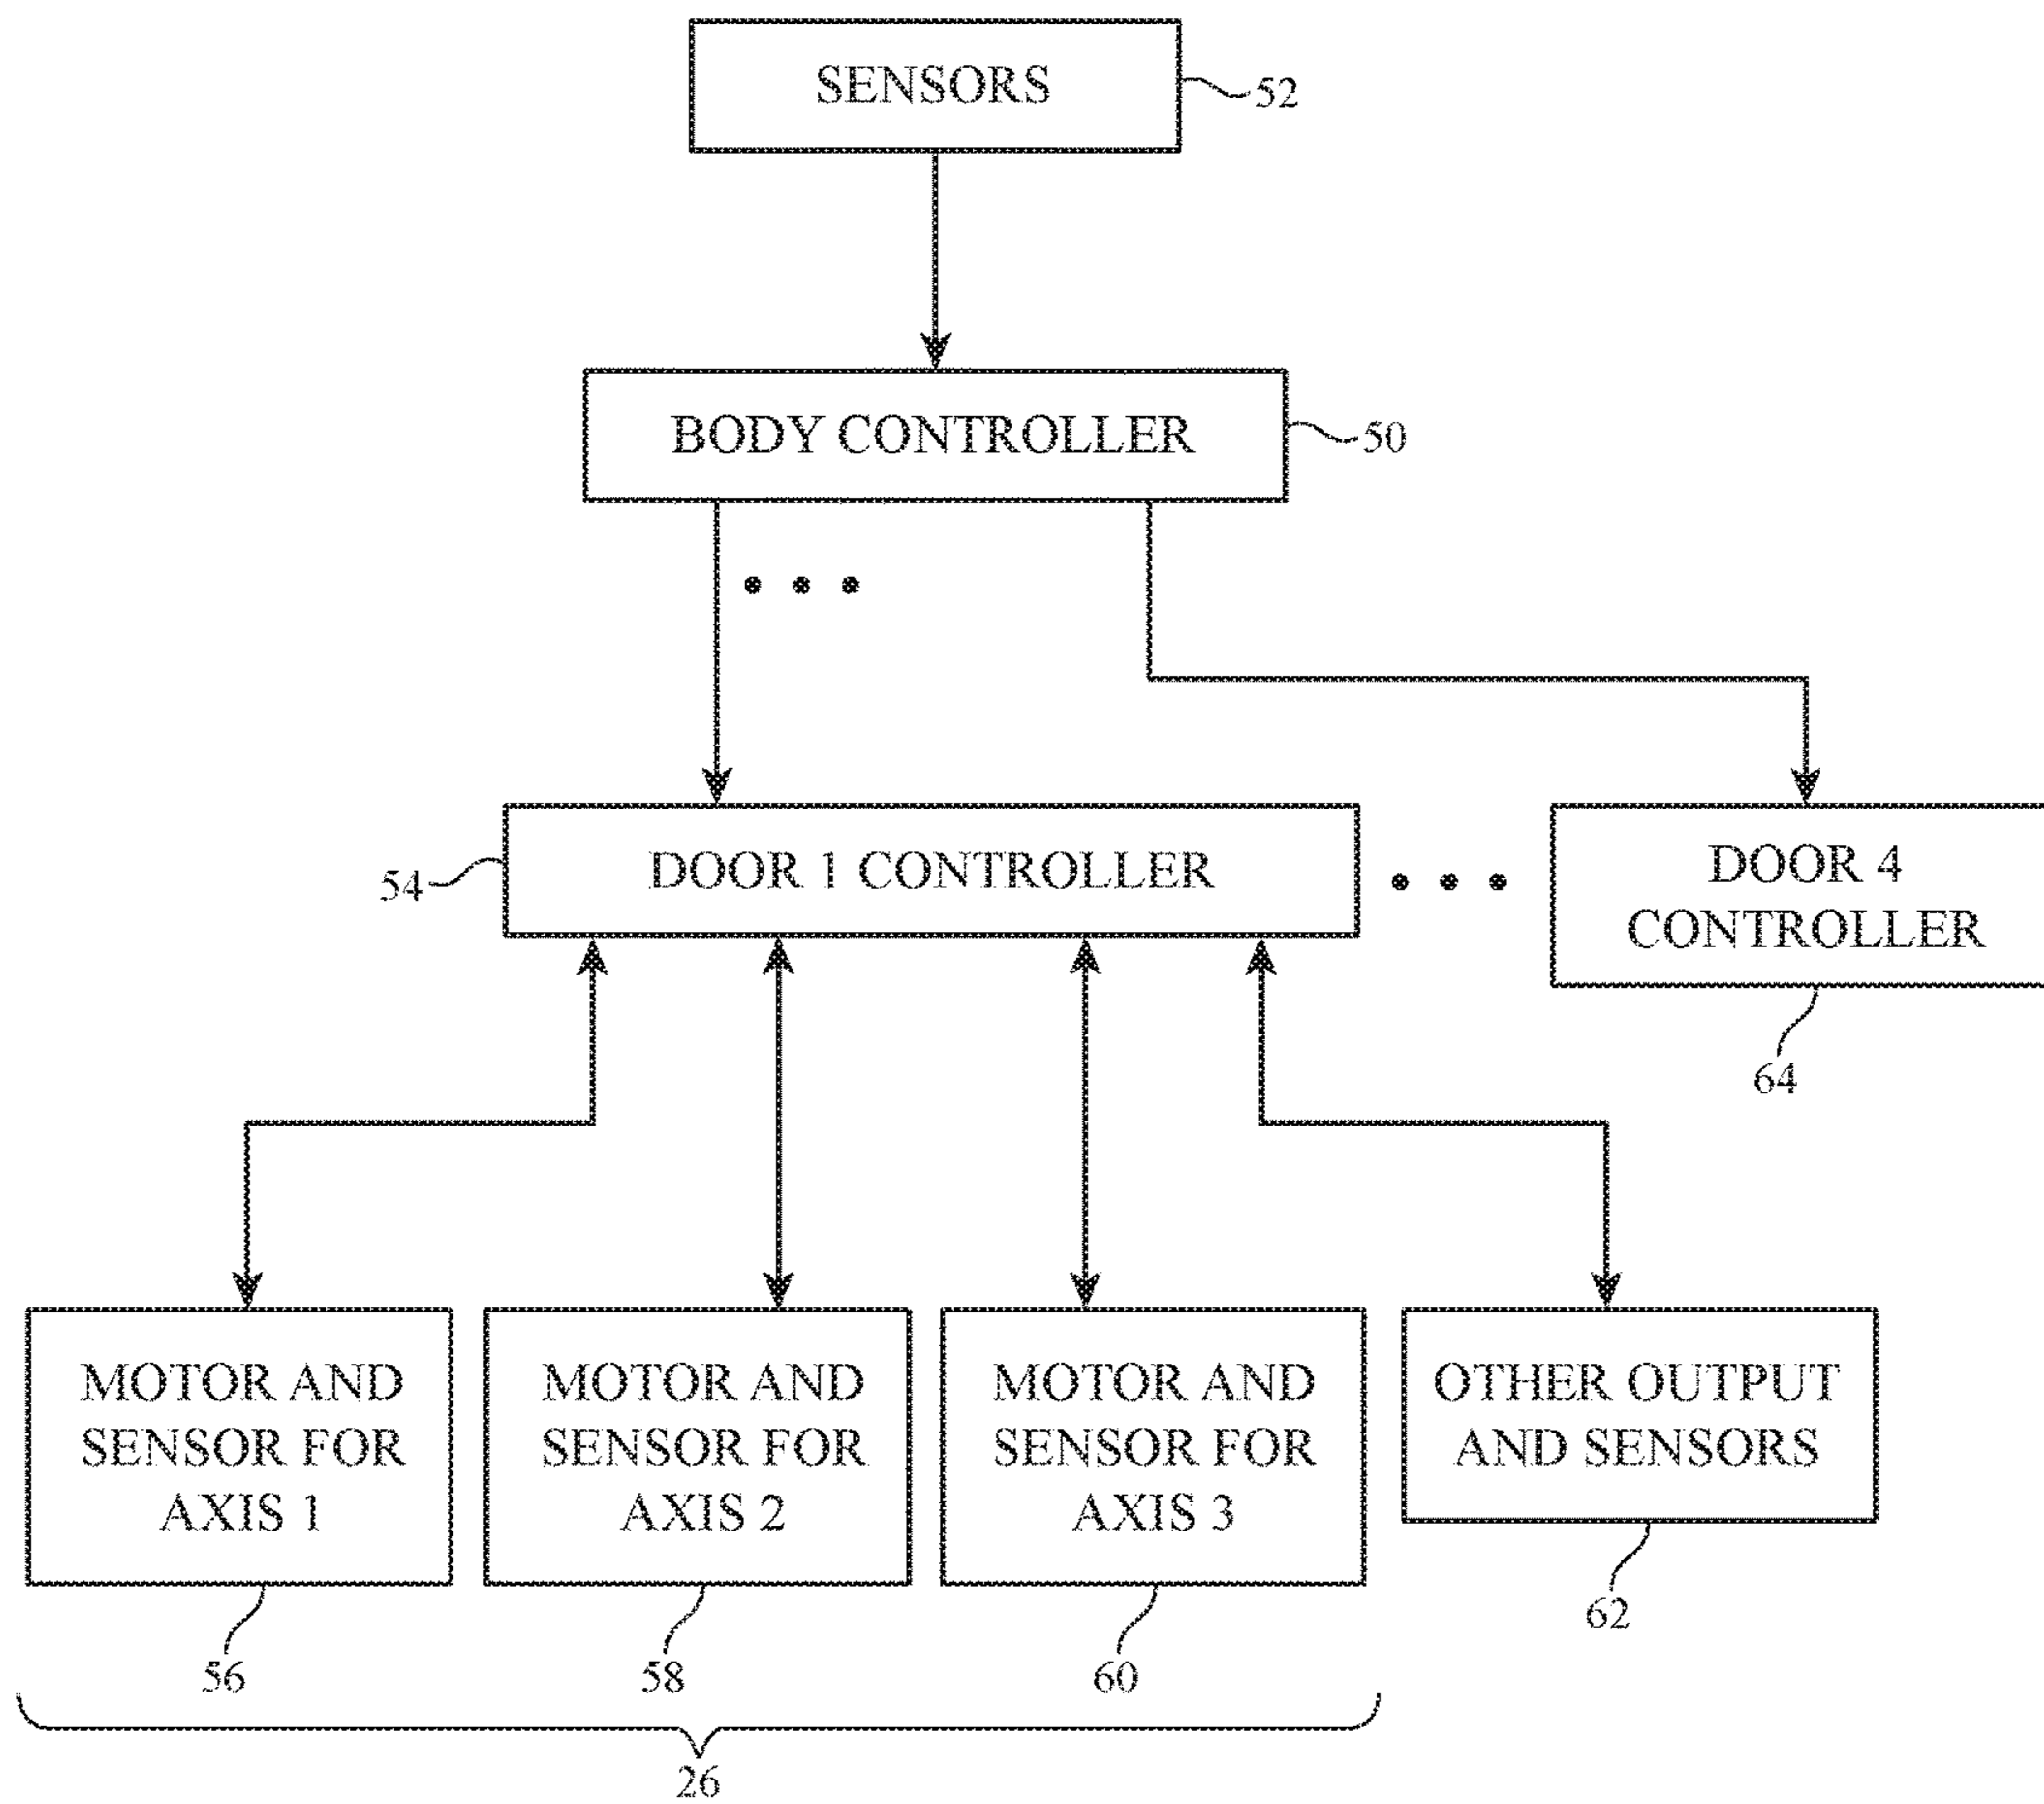 SENSORS
52
BODY CONTROLLER
50
DOOR 1 CONTROLLER
54
DOOR 4
CONTROLLER
64
MOTOR AND
SENSOR FOR
AXIS 1
56
MOTOR AND
SENSOR FOR
AXIS 2
58
MOTOR AND
SENSOR FOR
AXIS 3
60
OTHER OUTPUT
AND SENSORS
62
26